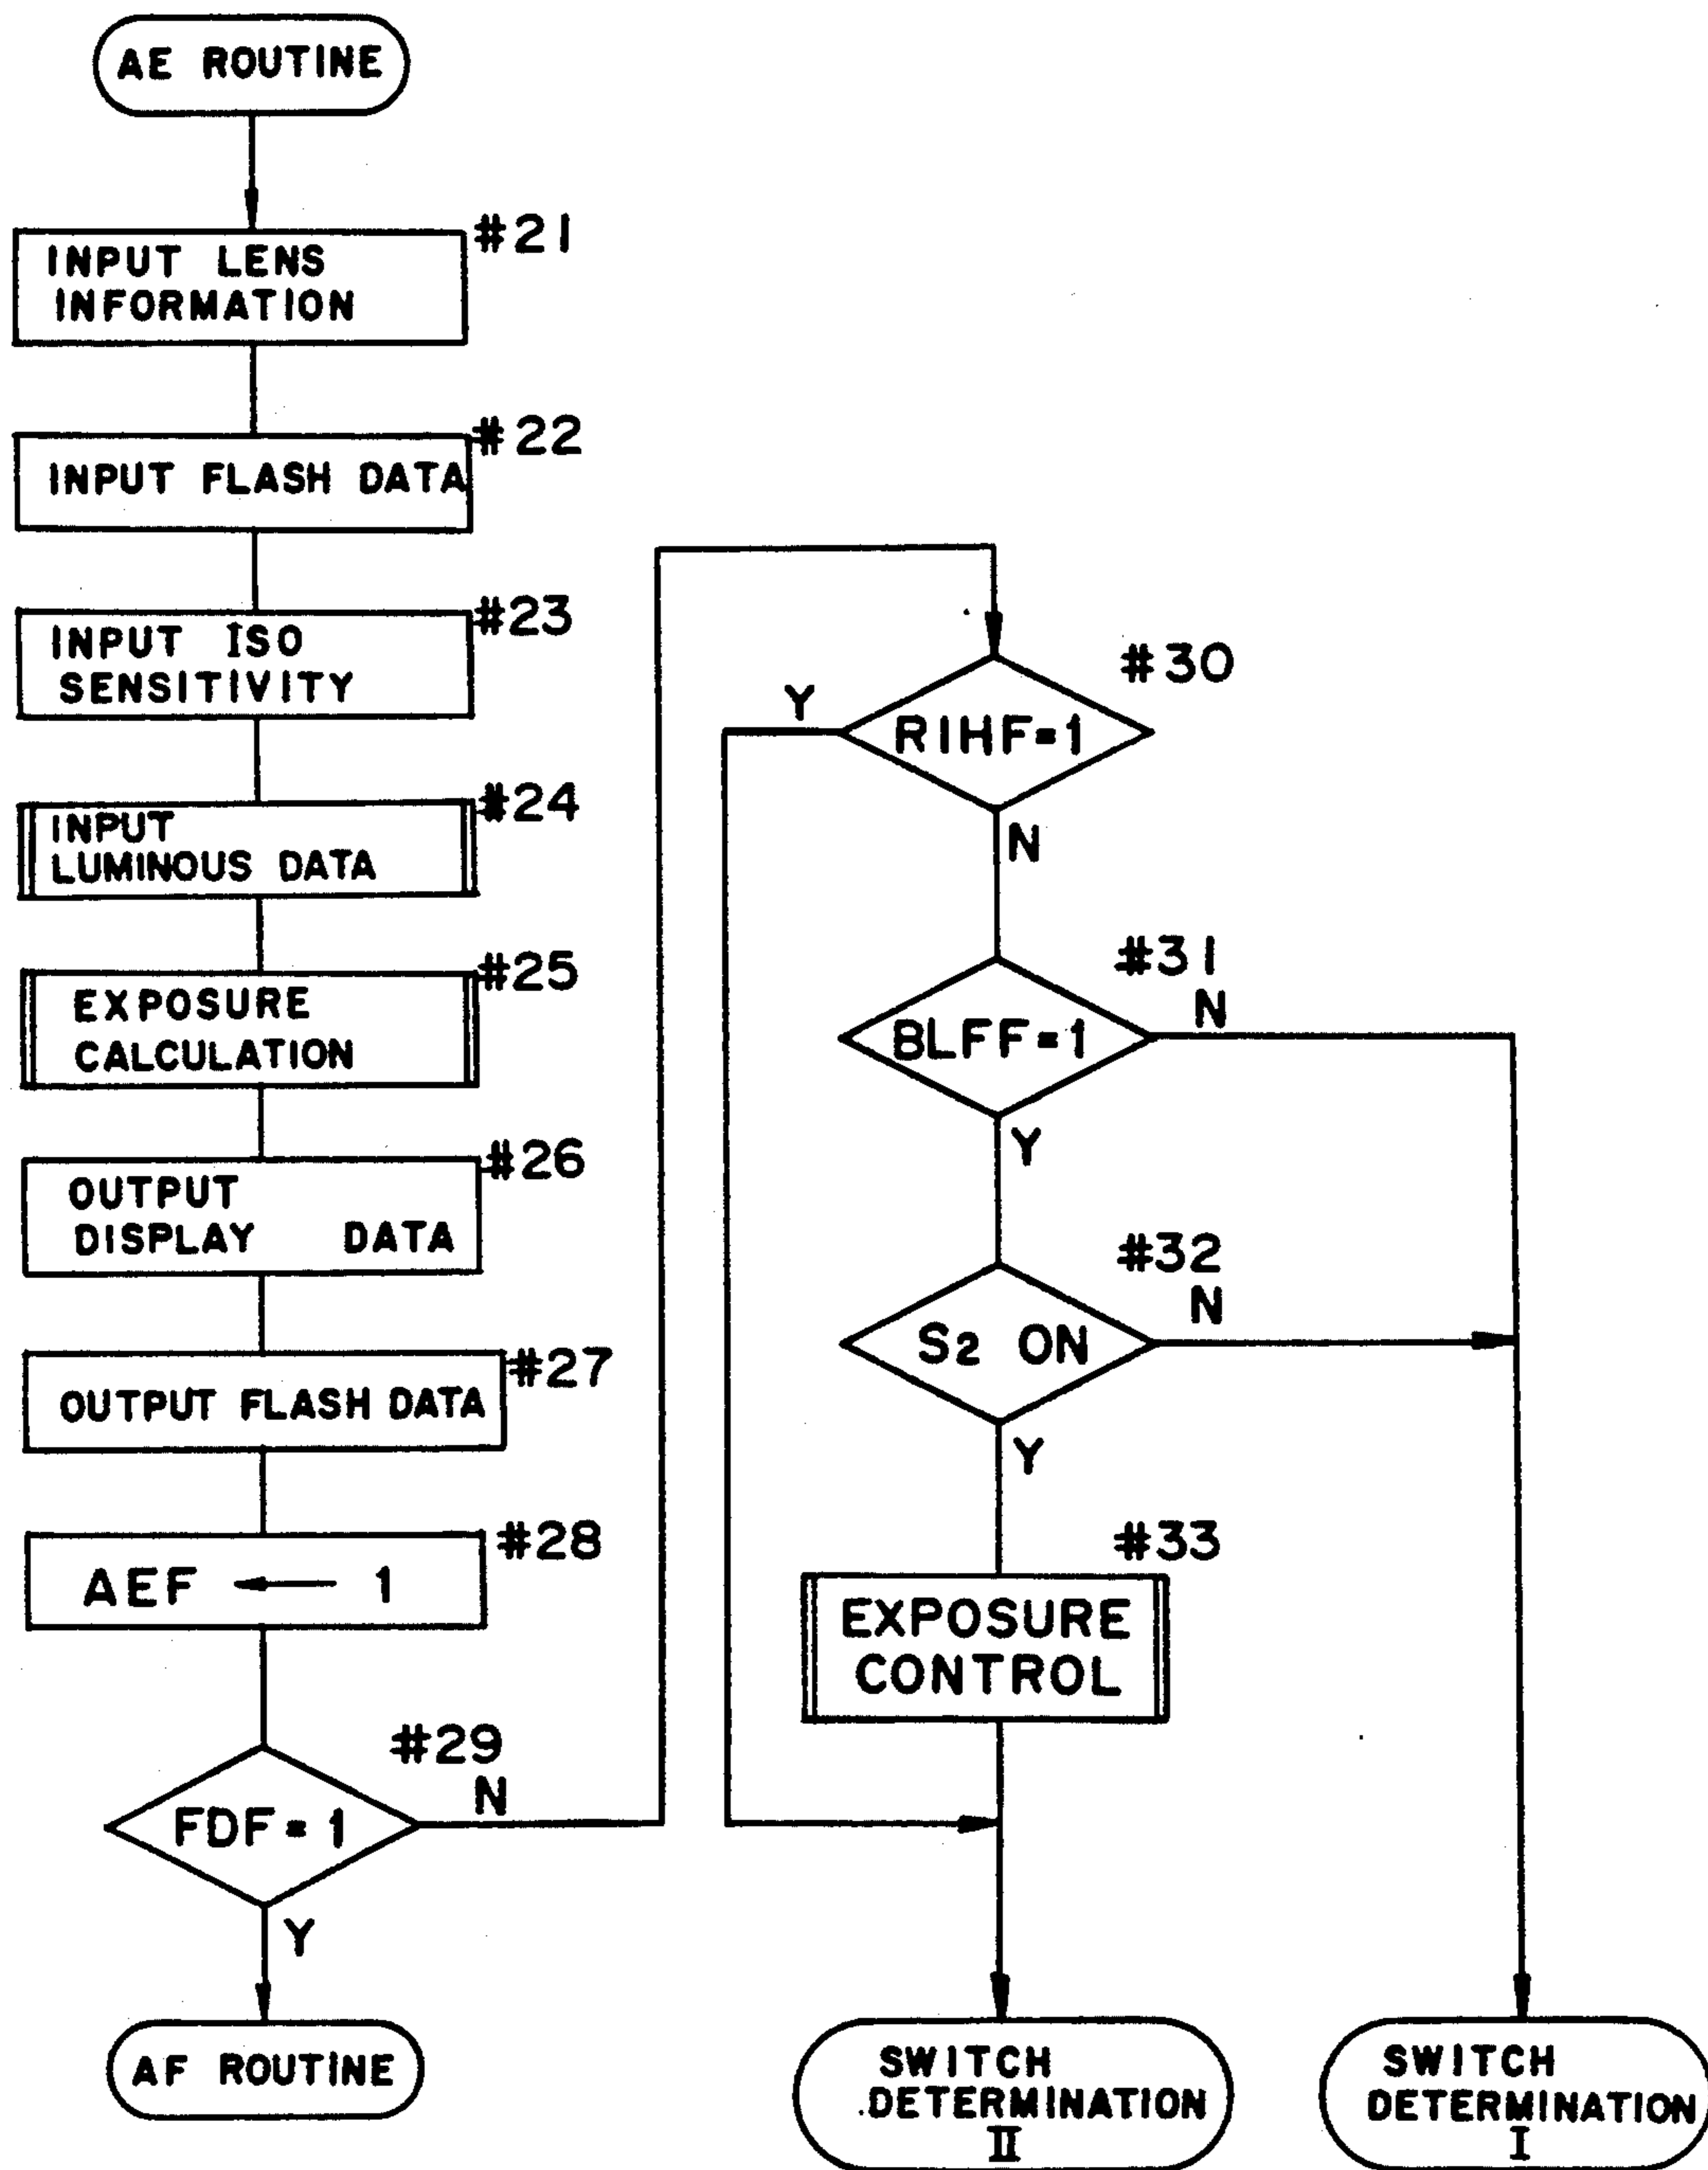 AE ROUTINE
#21
INPUT LENS
INFORMATION
#22
INPUT FLASH DATA
#23
INPUT ISO
SENSITIVITY
#24
INPUT
LUMINOUS DATA
#25
EXPOSURE
CALCULATION
#26
OUTPUT
DISPLAY DATA
#27
OUTPUT FLASH DATA
#28
AEF ← 1
#29
N
FDF = 1
Y
AF ROUTINE
#30
Y
RIHF = 1
N
#31
N
BLFF = 1
Y
#32
N
S2 ON
Y
#33
EXPOSURE
CONTROL
SWITCH
DETERMINATION
II
SWITCH
DETERMINATION
I